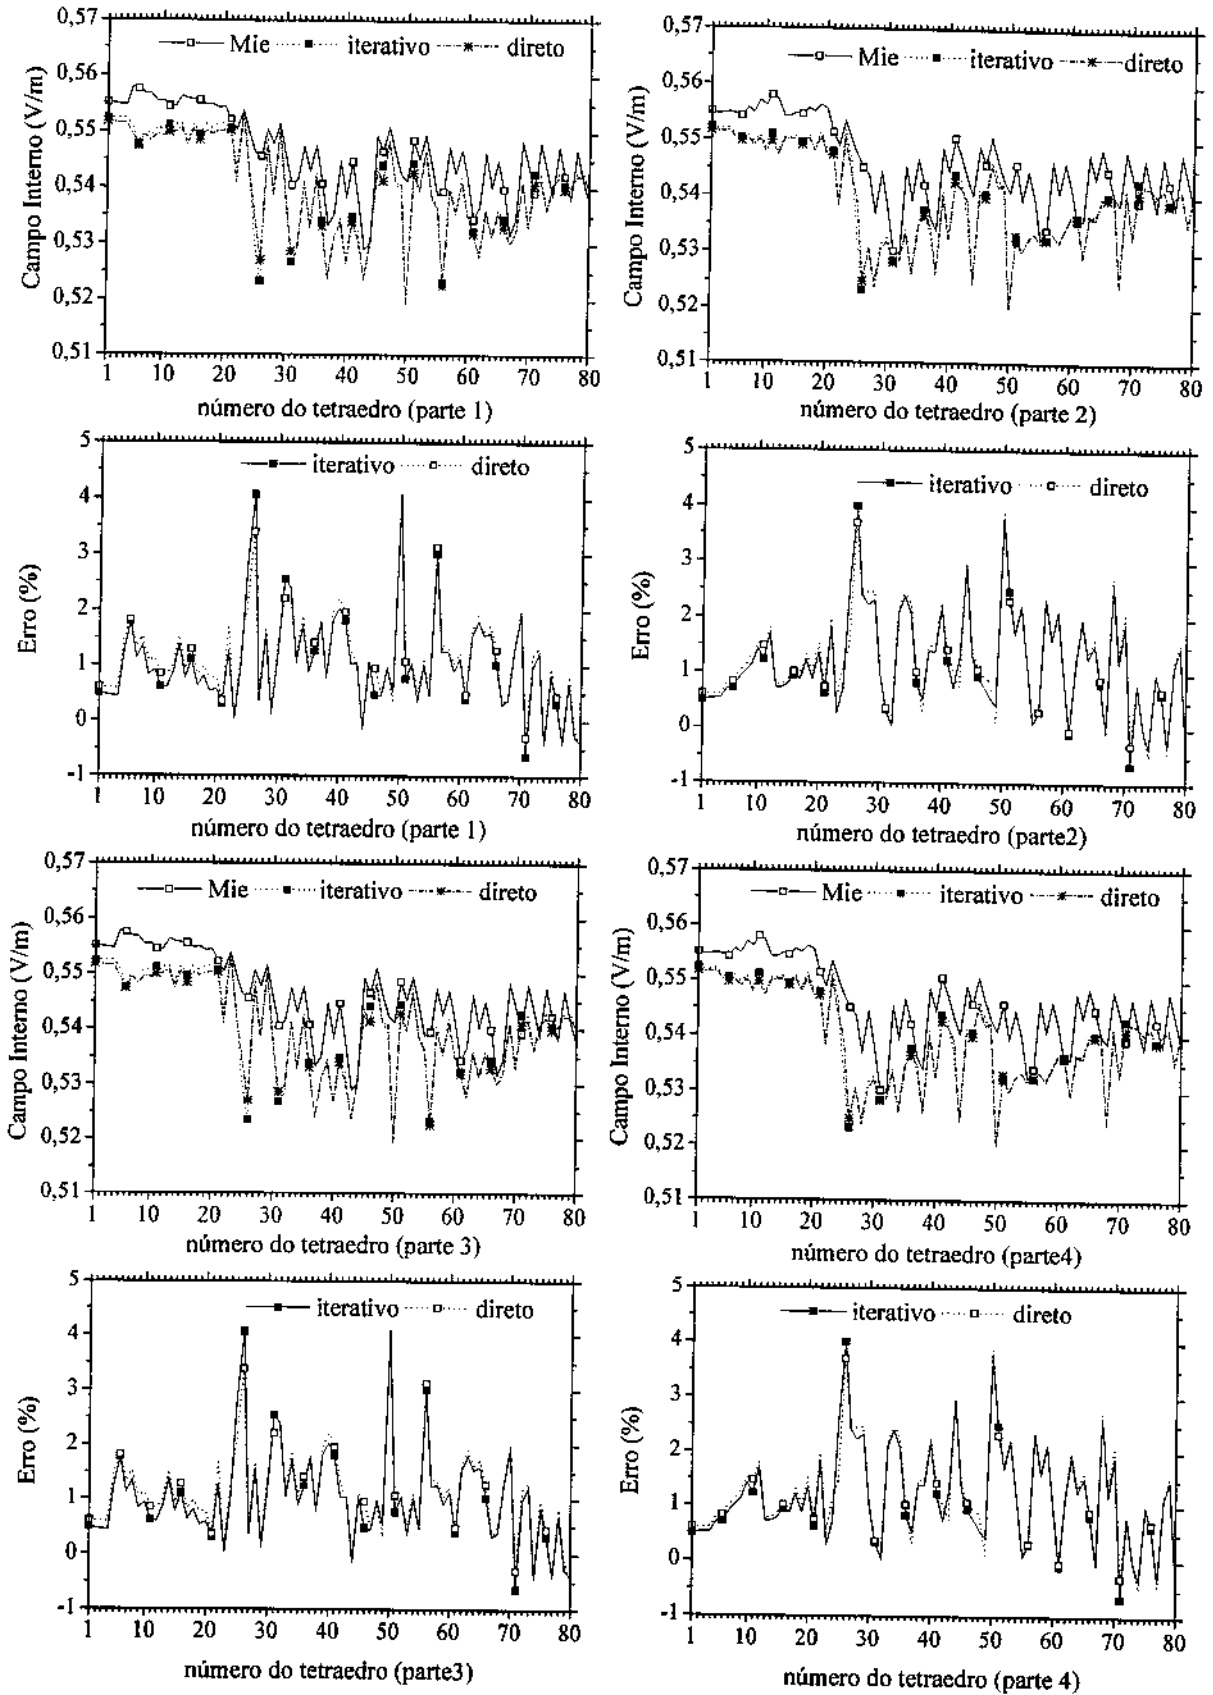 0,57
0,56
0,55
0,54
0,53
0,52
0,51
Campo Interno (V/m)
Mie iterativo direto
1 10 20 30 40 50 60 70 80
número do tetraedro (parte 1)
0,57
0,56
0,55
0,54
0,53
0,52
0,51
Campo Interno (V/m)
Mie iterativo direto
1 10 20 30 40 50 60 70 80
número do tetraedro (parte 2)
5
4
3
2
1
0
-1
Erro (%)
iterativo direto
1 10 20 30 40 50 60 70 80
número do tetraedro (parte 1)
5
4
3
2
1
0
-1
Erro (%)
iterativo direto
1 10 20 30 40 50 60 70 80
número do tetraedro (parte2)
0,57
0,56
0,55
0,54
0,53
0,52
0,51
Campo Interno (V/m)
Mie iterativo direto
1 10 20 30 40 50 60 70 80
número do tetraedro (parte 3)
0,57
0,56
0,55
0,54
0,53
0,52
0,51
Campo Interno (V/m)
Mie iterativo direto
1 10 20 30 40 50 60 70 80
número do tetraedro (parte4)
5
4
3
2
1
0
-1
Erro (%)
iterativo direto
1 10 20 30 40 50 60 70 80
número do tetraedro (parte3)
5
4
3
2
1
0
-1
Erro (%)
iterativo direto
1 10 20 30 40 50 60 70 80
número do tetraedro (parte 4)